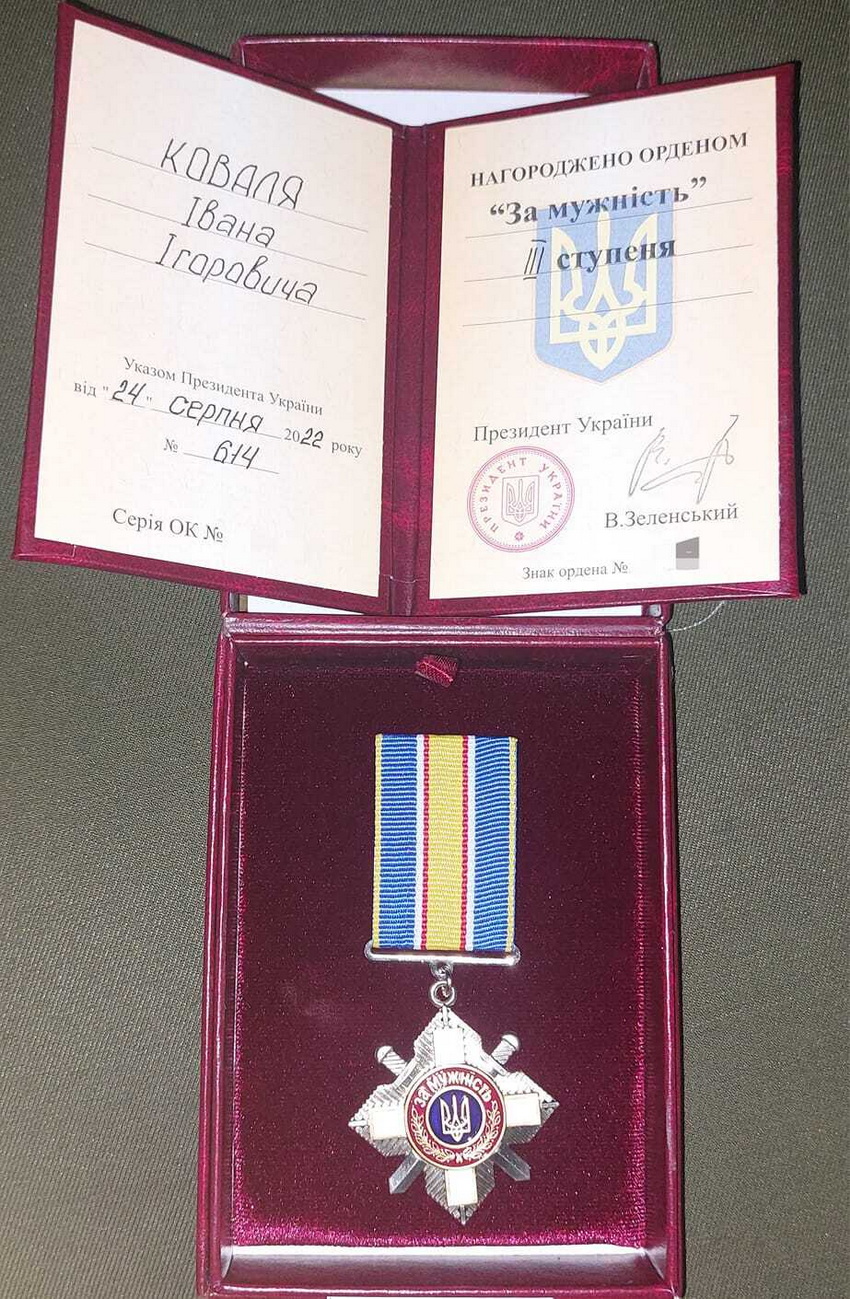 КОВАЛЯ
Івана
Ігоровича
Указом Президента України
від "24" серпня 2022 року
№ 614
Серія ОК №
НАГОРОДЖЕНО ОРДЕНОМ
“За мужність”
III ступеня
Президент України
ПРЕЗИДЕНТ УКРАЇНИ
В.Зеленський
Знак ордена №
ЗА МУЖНІСТЬ